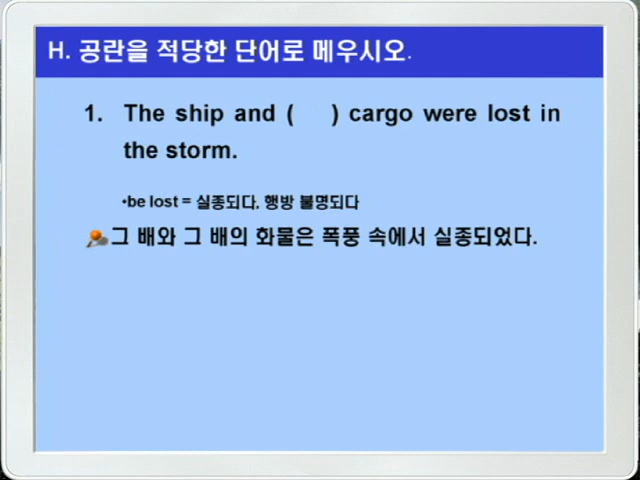 H. 공란을 적당한 단어로 메우시오.
1. The ship and ( ) cargo were lost in
the storm.
•be lost = 실종되다, 행방 불명되다
그 배와 그 배의 화물은 폭풍 속에서 실종되었다.